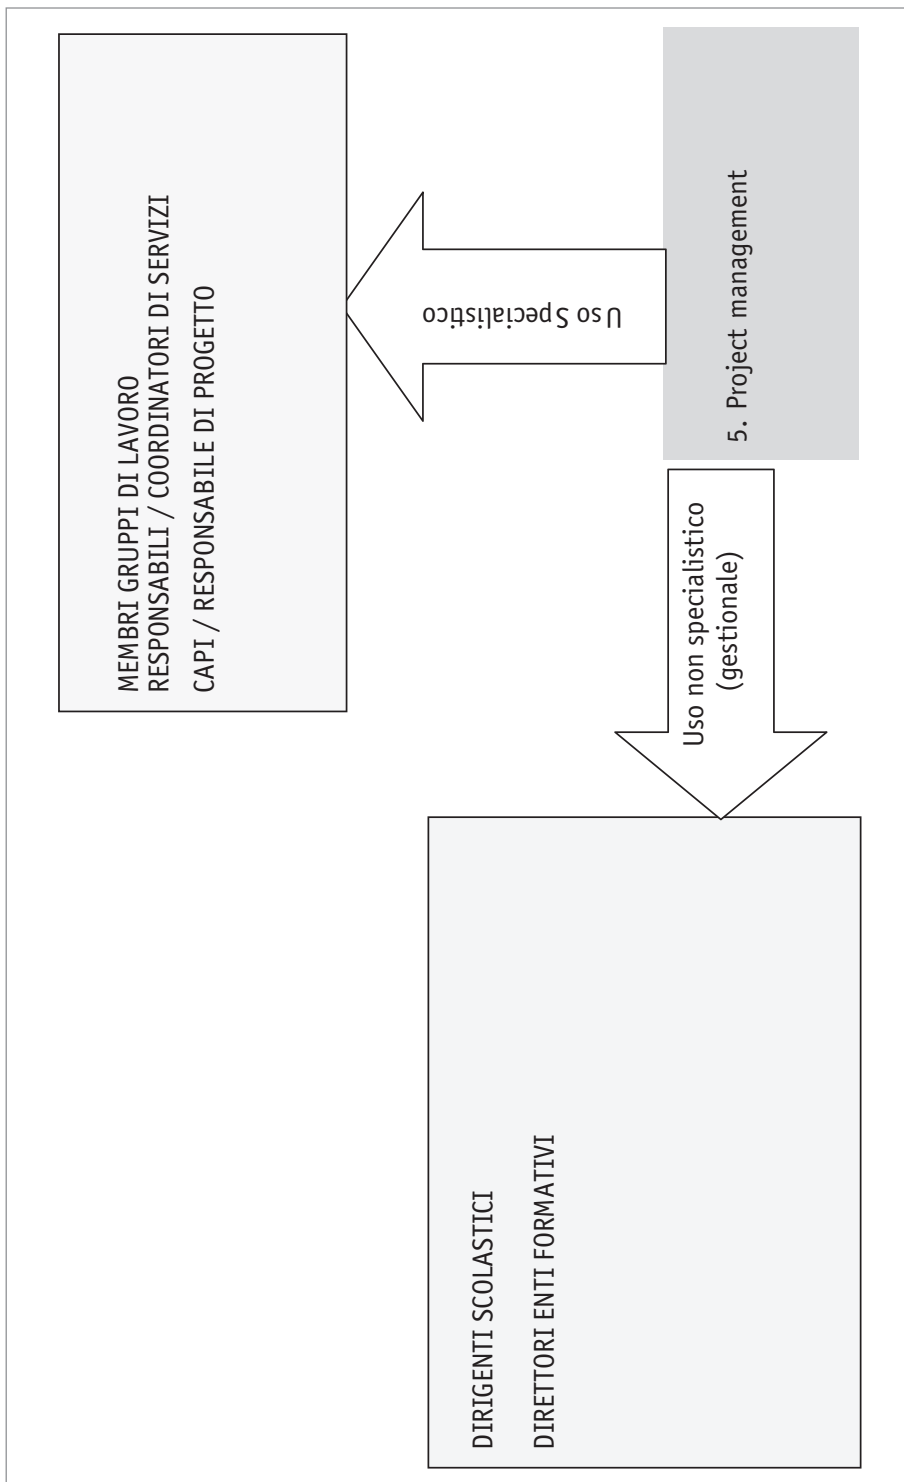 DIRIGENTI SCOLASTICI
DIRETTORI ENTI FORMATIVI
MEMBRI GRUPPI DI LAVORO
RESPONSABILI / COORDINATORI DI SERVIZI
CAPI / RESPONSABILE DI PROGETTO
Uso non specialistico
(gestionale)
Uso Specialistico
5. Project management